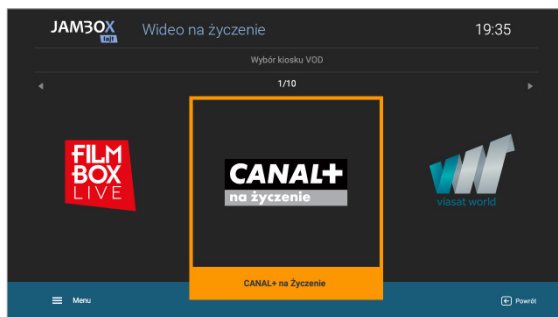 JAMBOX
lajt
Wideo na życzenie
19:35
Wybór kiosku VOD
1/10
FILM
BOX
LIVE
CANAL+
na życzenie
viasat world
CANAL+ na Życzenie
Menu
Powrót